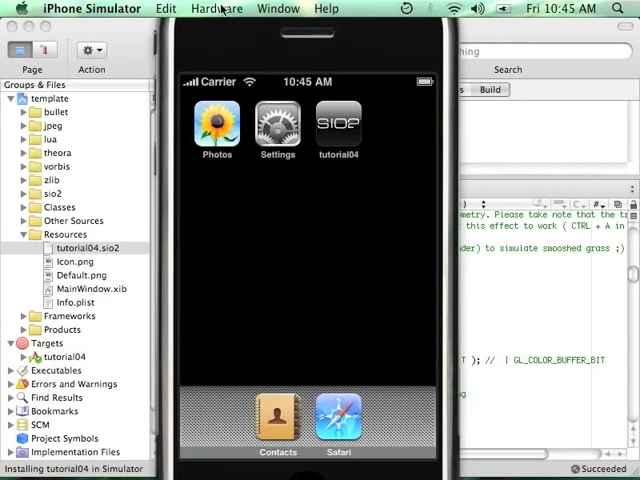 iPhone Simulator Edit Hardware Window Help Fri 10:45 AM
Page Action Search
thing
Groups & Files
template
bullet
jpeg
lua
theora
vorbis
zlib
sio2
Classes
Other Sources
Resources
tutorial04.sio2
Icon.png
Default.png
MainWindow.xib
Info.plist
Frameworks
Products
Targets
tutorial04
Executables
Errors and Warnings
Find Results
Bookmarks
SCM
Project Symbols
Implementation Files
Installing tutorial04 in Simulator
Carrier 10:45 AM
SIO2
Photos Settings tutorial04
Contacts Safari
s Build
#
ometry. Please take note that the tr
r this effect to work ( CTRL + A in
der) to simulate smooshed grass ;)
T ); // | GL_COLOR_BUFFER_BIT
ng
Succeeded